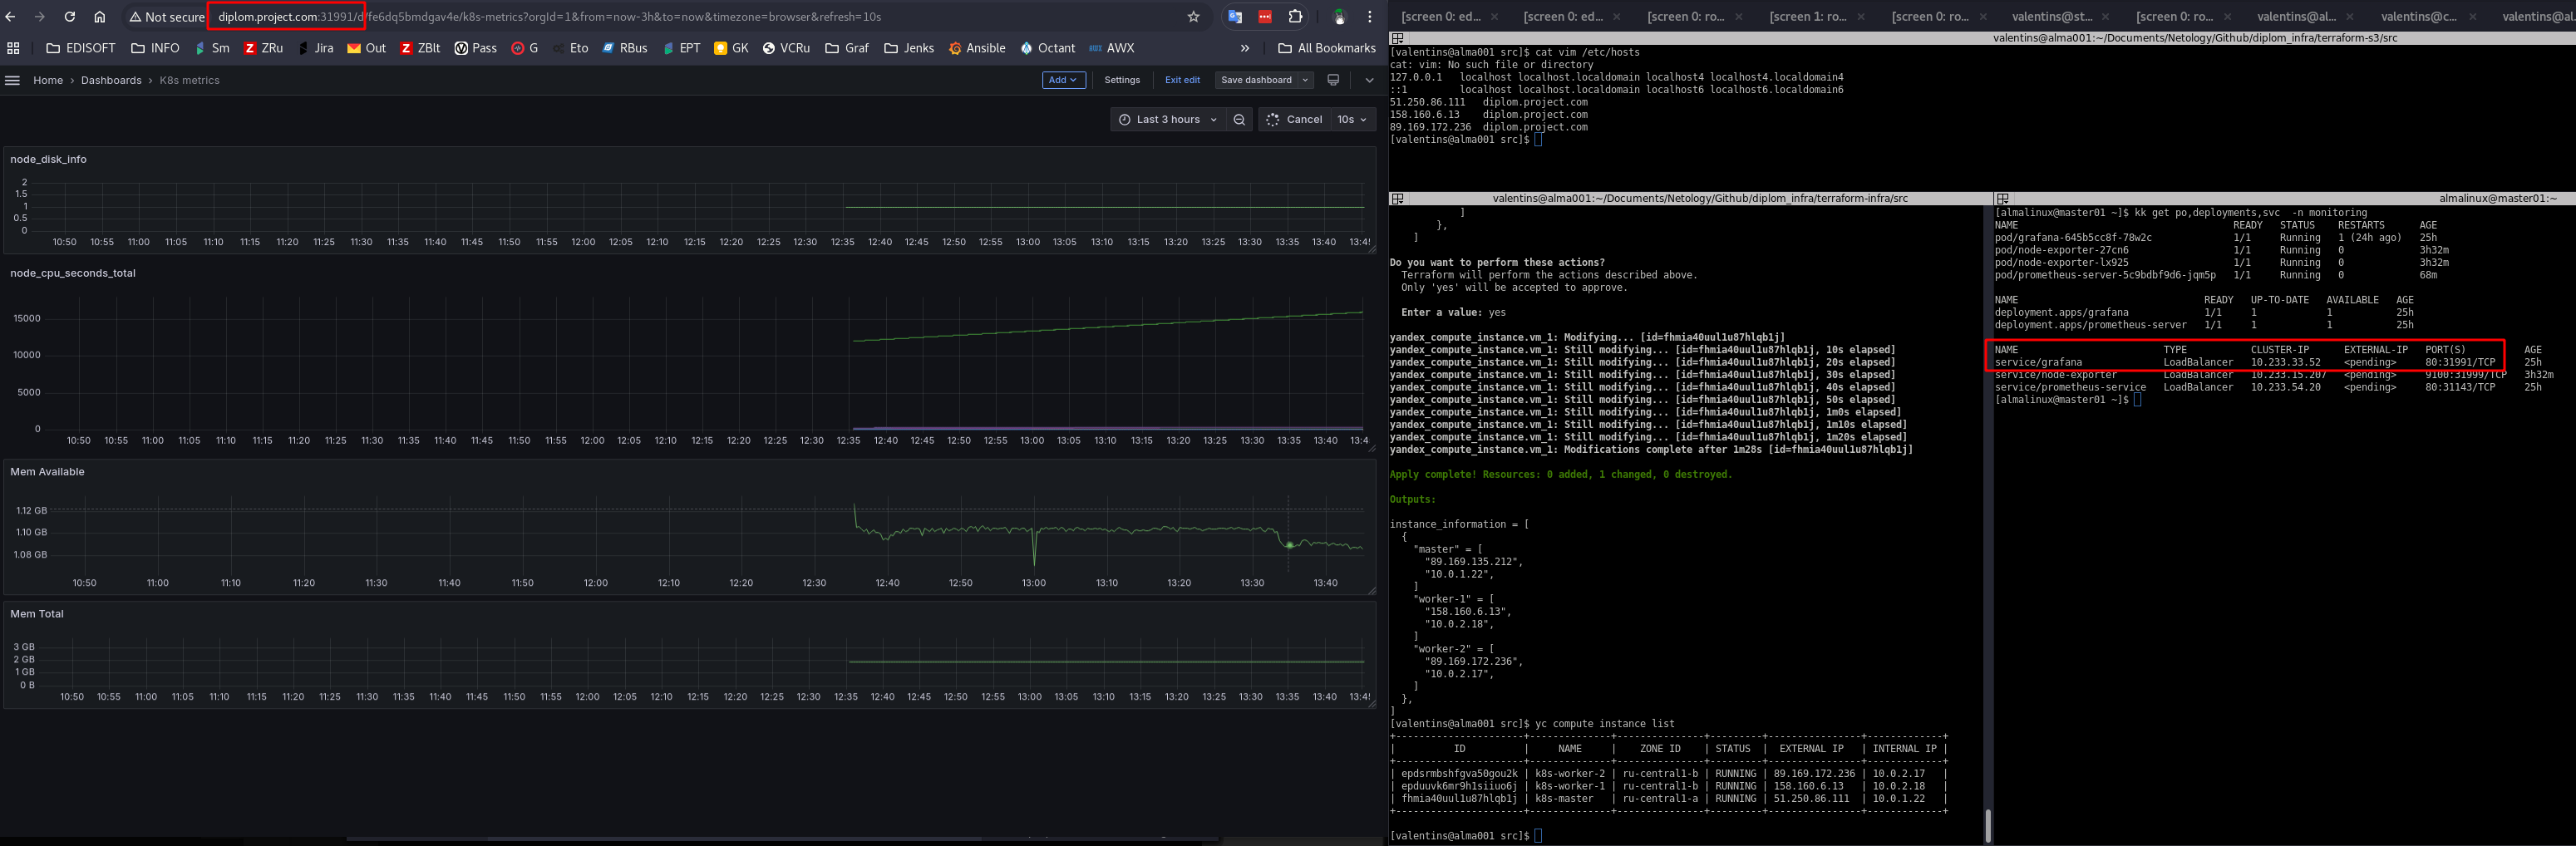 Not secure diplom.project.com:31991/d/fe6dq5bmdgav4e/k8s-metrics?orgId=1&from=now-3h&to=now&timezone=browser&refresh=10s
EDISOFT INFO Sm ZRu Jira Out ZBlt Pass G Eto RBus EPT GK VCRu Graf Jenks Ansible Octant AWX » All Bookmarks
Home › Dashboards › K8s metrics Add Settings Exit edit Save dashboard
Last 3 hours Cancel 10s
node_disk_info
2
1.5
1
0.5
0
10:50 10:55 11:00 11:05 11:10 11:15 11:20 11:25 11:30 11:35 11:40 11:45 11:50 11:55 12:00 12:05 12:10 12:15 12:20 12:25 12:30 12:35 12:40 12:45 12:50 12:55 13:00 13:05 13:10 13:15 13:20 13:25 13:30 13:35 13:40 13:45
node_cpu_seconds_total
15000
10000
5000
0
10:50 10:55 11:00 11:05 11:10 11:15 11:20 11:25 11:30 11:35 11:40 11:45 11:50 11:55 12:00 12:05 12:10 12:15 12:20 12:25 12:30 12:35 12:40 12:45 12:50 12:55 13:00 13:05 13:10 13:15 13:20 13:25 13:30 13:35 13:4
Mem Available
1.12 GB
1.10 GB
1.08 GB
10:50 11:00 11:10 11:20 11:30 11:40 11:50 12:00 12:10 12:20 12:30 12:40 12:50 13:00 13:10 13:20 13:30 13:40
Mem Total
3 GB
2 GB
1 GB
0 B
10:50 10:55 11:00 11:05 11:10 11:15 11:20 11:25 11:30 11:35 11:40 11:45 11:50 11:55 12:00 12:05 12:10 12:15 12:20 12:25 12:30 12:35 12:40 12:45 12:50 12:55 13:00 13:05 13:10 13:15 13:20 13:25 13:30 13:35 13:40 13:45
[screen 0: ed... [screen 0: ed... [screen 0: ro... [screen 1: ro... [screen 0: ro... valentins@st... [screen 0: ro... valentins@al... valentins@c... valentins@al
valentins@alma001:~/Documents/Netology/Github/diplom_infra/terraform-s3/src
[valentins@alma001 src]$ cat vim /etc/hosts
cat: vim: No such file or directory
127.0.0.1 localhost localhost.localdomain localhost4 localhost4.localdomain4
::1 localhost localhost.localdomain localhost6 localhost6.localdomain6
51.250.86.111 diplom.project.com
158.160.6.13 diplom.project.com
89.169.172.236 diplom.project.com
[valentins@alma001 src]$
valentins@alma001:~/Documents/Netology/Github/diplom_infra/terraform-infra/src
]
},
]
Do you want to perform these actions?
Terraform will perform the actions described above.
Only 'yes' will be accepted to approve.
Enter a value: yes
yandex_compute_instance.vm_1: Modifying... [id=fhmia40uul1u87hlqb1j]
yandex_compute_instance.vm_1: Still modifying... [id=fhmia40uul1u87hlqb1j, 10s elapsed]
yandex_compute_instance.vm_1: Still modifying... [id=fhmia40uul1u87hlqb1j, 20s elapsed]
yandex_compute_instance.vm_1: Still modifying... [id=fhmia40uul1u87hlqb1j, 30s elapsed]
yandex_compute_instance.vm_1: Still modifying... [id=fhmia40uul1u87hlqb1j, 40s elapsed]
yandex_compute_instance.vm_1: Still modifying... [id=fhmia40uul1u87hlqb1j, 50s elapsed]
yandex_compute_instance.vm_1: Still modifying... [id=fhmia40uul1u87hlqb1j, 1m0s elapsed]
yandex_compute_instance.vm_1: Still modifying... [id=fhmia40uul1u87hlqb1j, 1m10s elapsed]
yandex_compute_instance.vm_1: Still modifying... [id=fhmia40uul1u87hlqb1j, 1m20s elapsed]
yandex_compute_instance.vm_1: Modifications complete after 1m28s [id=fhmia40uul1u87hlqb1j]
Apply complete! Resources: 0 added, 1 changed, 0 destroyed.
Outputs:
instance_information = [
{
"master" = [
"89.169.135.212",
"10.0.1.22",
]
"worker-1" = [
"158.160.6.13",
"10.0.2.18",
]
"worker-2" = [
"89.169.172.236",
"10.0.2.17",
]
},
]
[valentins@alma001 src]$ yc compute instance list
| ID | NAME | ZONE ID | STATUS | EXTERNAL IP | INTERNAL IP |
| epdsrmbshfgva50gou2k | k8s-worker-2 | ru-central1-b | RUNNING | 89.169.172.236 | 10.0.2.17 |
| epduuvk6mr9h1siiuo6j | k8s-worker-1 | ru-central1-b | RUNNING | 158.160.6.13 | 10.0.2.18 |
| fhmia40uul1u87hlqb1j | k8s-master | ru-central1-a | RUNNING | 51.250.86.111 | 10.0.1.22 |
[valentins@alma001 src]$
almalinux@master01:~
[almalinux@master01 ~]$ kk get po,deployments,svc -n monitoring
NAME READY STATUS RESTARTS AGE
pod/grafana-645b5cc8f-78w2c 1/1 Running 1 (24h ago) 25h
pod/node-exporter-27cn6 1/1 Running 0 3h32m
pod/node-exporter-lx925 1/1 Running 0 3h32m
pod/prometheus-server-5c9bdbf9d6-jqm5p 1/1 Running 0 68m
NAME READY UP-TO-DATE AVAILABLE AGE
deployment.apps/grafana 1/1 1 1 25h
deployment.apps/prometheus-server 1/1 1 1 25h
NAME TYPE CLUSTER-IP EXTERNAL-IP PORT(S) AGE
service/grafana LoadBalancer 10.233.33.52 <pending> 80:31991/TCP 25h
service/node-exporter LoadBalancer 10.233.15.207 <pending> 9100:31999/TCP 3h32m
service/prometheus-service LoadBalancer 10.233.54.20 <pending> 80:31143/TCP 25h
[almalinux@master01 ~]$